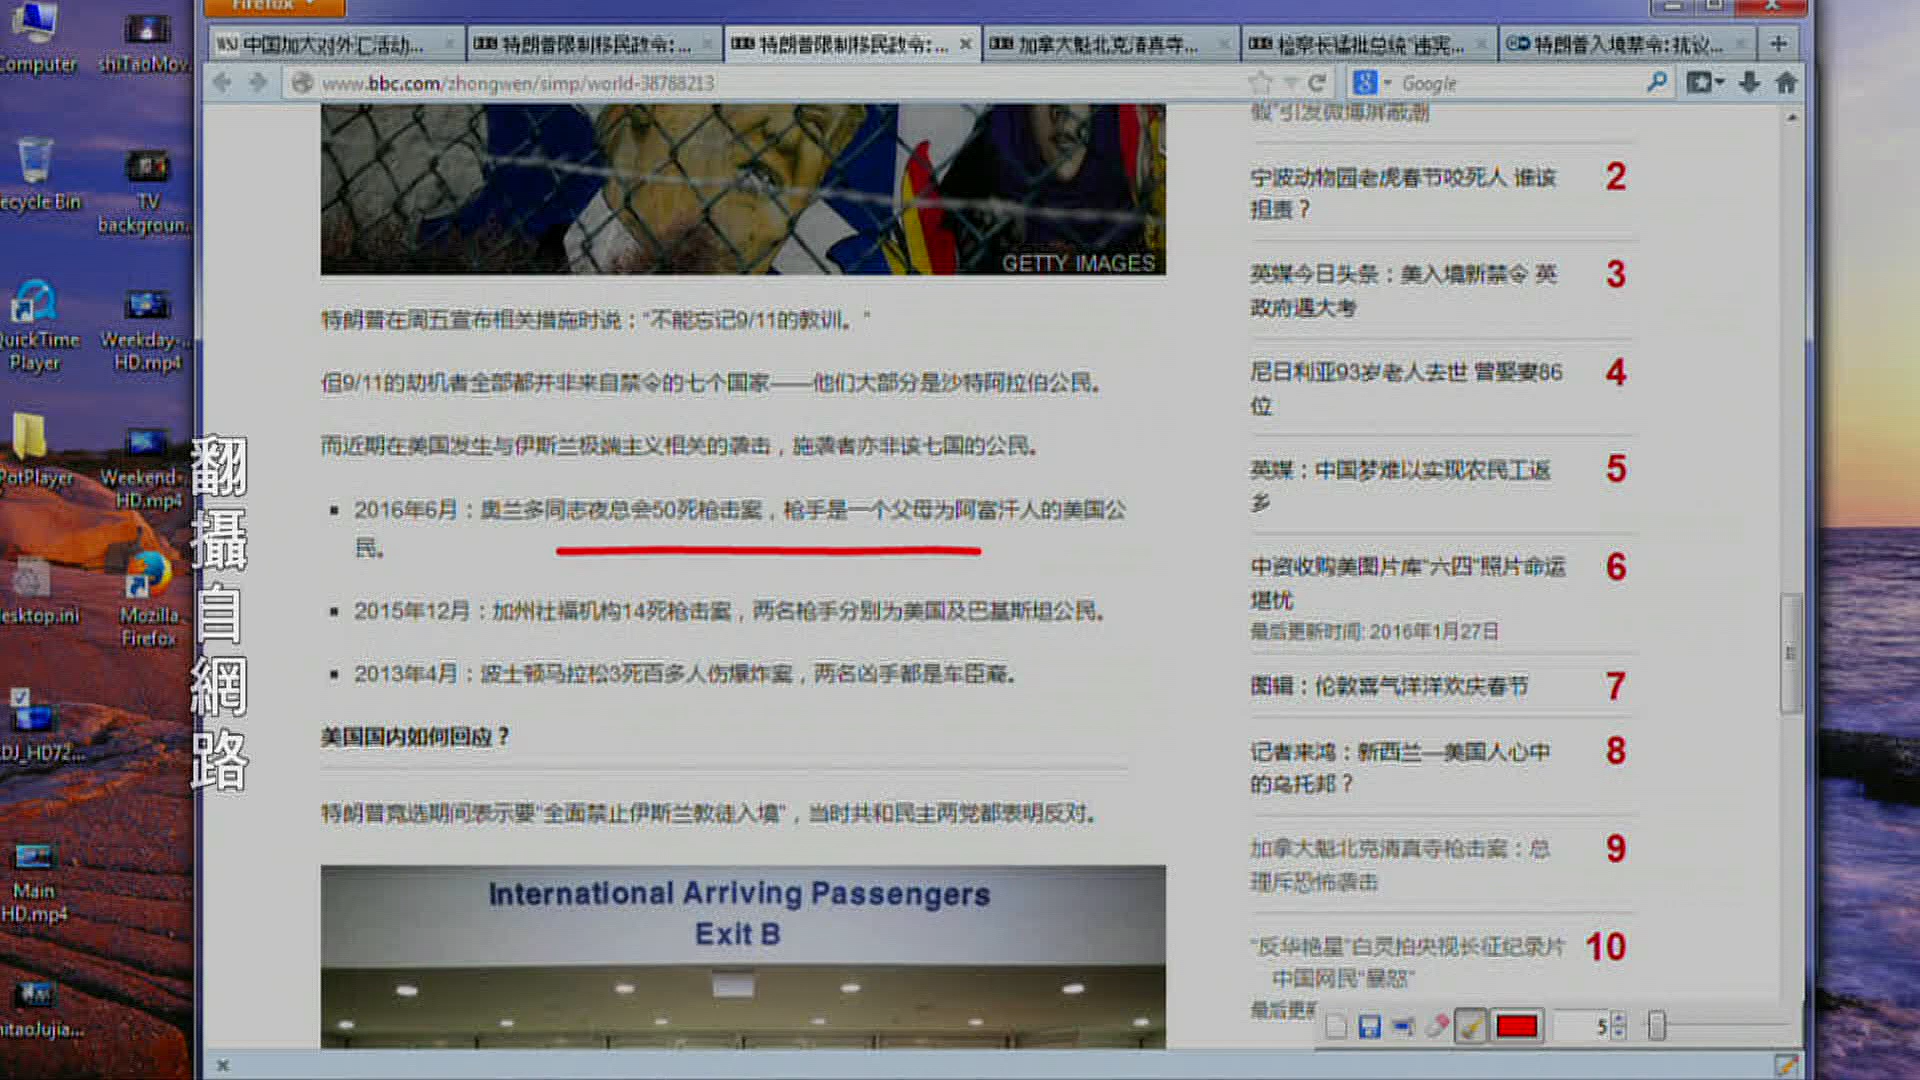 Firefox
中国加大对外汇活动...
特朗普限制移民政令:...
特朗普限制移民政令:...
加拿大魁北克清真寺...
检察长猛批总统"违宪...
特朗普入境禁令:抗议...
www.bbc.com/zhongwen/simp/world-38788213
Google
Computer
shiTaoMov...
Recycle Bin
TV
backgroun...
QuickTime
Player
Weekday-...
HD.mp4
PotPlayer
Weekend-...
HD.mp4
desktop.ini
Mozilla
Firefox
DJ_HD72...
Main
HD.mp4
翻攝自網路
GETTY IMAGES
特朗普在周五宣布相关措施时说："不能忘记9/11的教训。"
但9/11的劫机者全部都并非来自禁令的七个国家——他们大部分是沙特阿拉伯公民。
而近期在美国发生与伊斯兰极端主义相关的袭击，施袭者亦非该七国的公民。
▪ 2016年6月：奥兰多同志夜总会50死枪击案，枪手是一个父母为阿富汗人的美国公
民。
▪ 2015年12月：加州社福机构14死枪击案，两名枪手分别为美国及巴基斯坦公民。
▪ 2013年4月：波士顿马拉松3死百多人伤爆炸案，两名凶手都是车臣裔。
美国国内如何回应？
特朗普竞选期间表示要"全面禁止伊斯兰教徒入境"，当时共和民主两党都表明反对。
International Arriving Passengers
Exit B
假"引发微博屏蔽潮
宁波动物园老虎春节咬死人 谁该 2
担责？
英媒今日头条：美入境新禁令 英 3
政府遇大考
尼日利亚93岁老人去世 曾娶妻86 4
位
英媒：中国梦难以实现农民工返 5
乡
中资收购美图片库"六四"照片命运 6
堪忧
最后更新时间: 2016年1月27日
图辑：伦敦喜气洋洋欢庆春节 7
记者来鸿：新西兰—美国人心中 8
的乌托邦？
加拿大魁北克清真寺枪击案：总 9
理斥恐怖袭击
"反华艳星"白灵拍央视长征纪录片 10
中国网民"暴怒"
最后更新
5